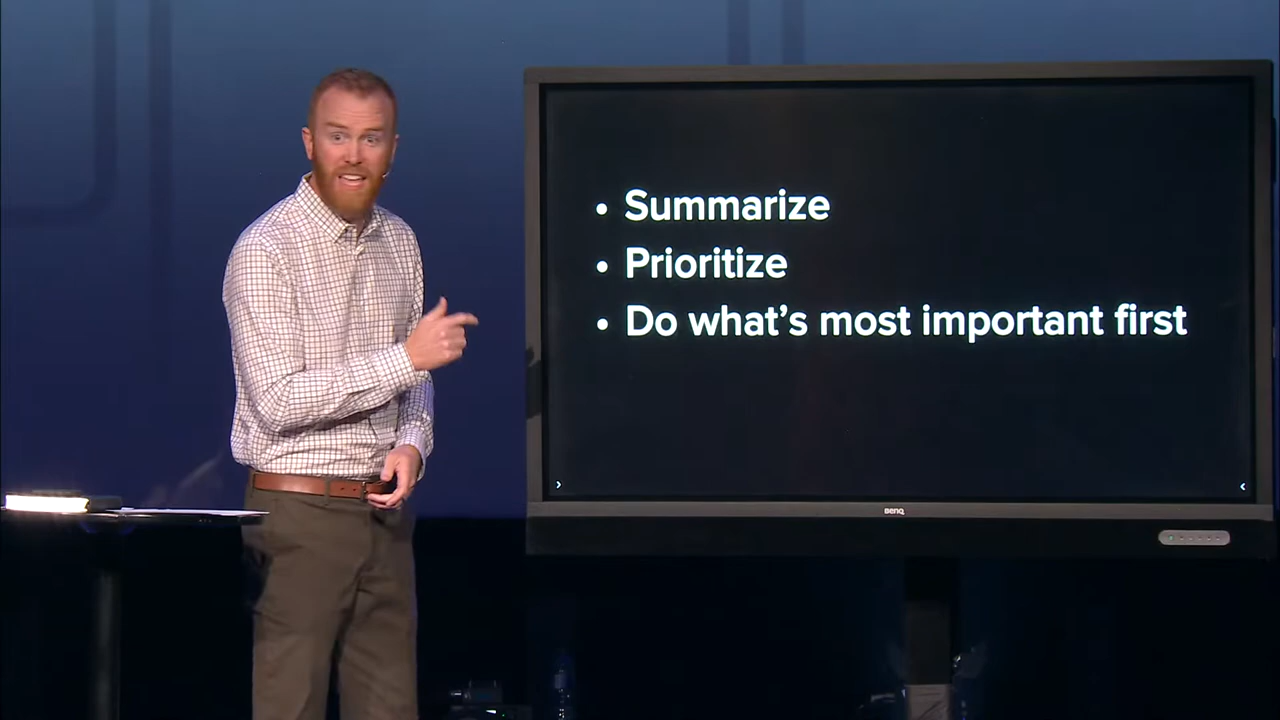 • Summarize
• Prioritize
• Do what's most important first
BenQ